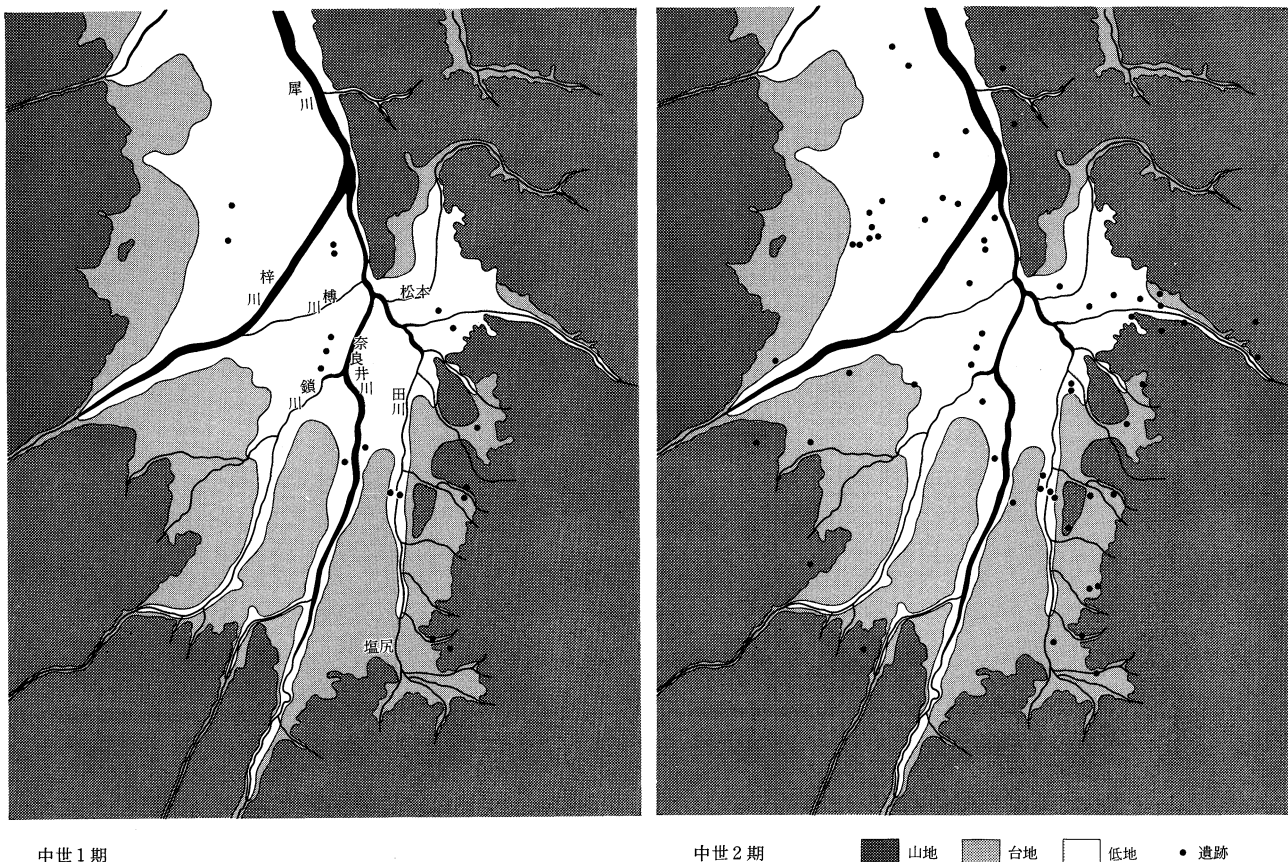 犀川
梓川
榑川
松本
奈良井川
鎖川
田川
塩尻
中世1期
中世2期
山地 台地 低地 遺跡